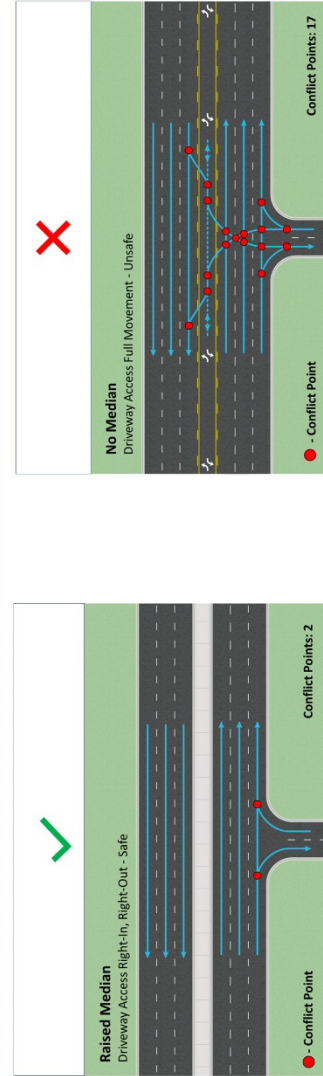 Raised Median
Driveway Access Right-In, Right-Out - Safe
- Conflict Point
Conflict Points: 2
No Median
Driveway Access Full Movement - Unsafe
- Conflict Point
Conflict Points: 17